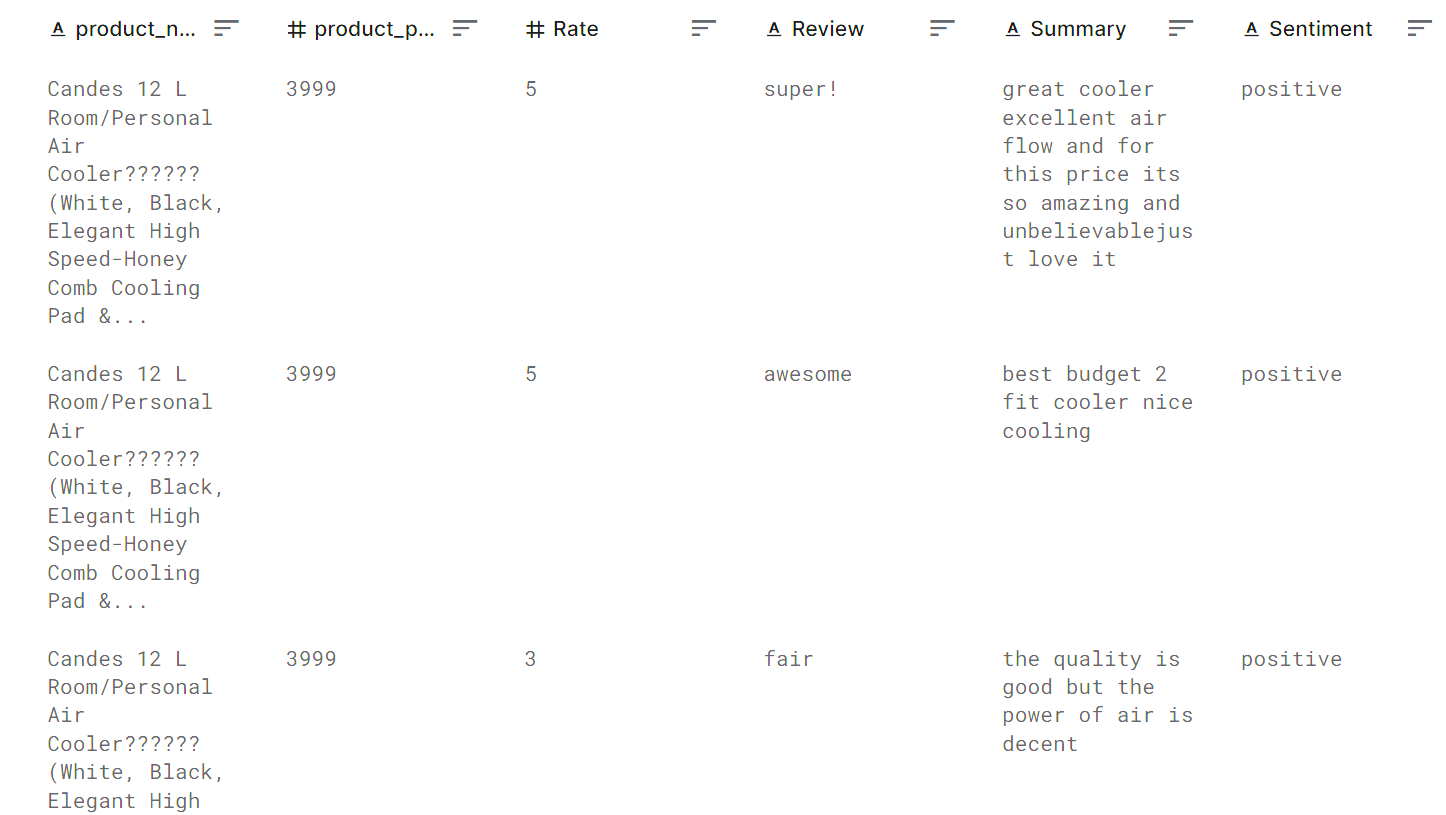 product_n... product_p... Rate Review Summary Sentiment
Candes 12 L
Room/Personal
Air
Cooler??????
(White, Black,
Elegant High
Speed-Honey
Comb Cooling
Pad &...
3999
5
super!
great cooler
excellent air
flow and for
this price its
so amazing and
unbelievablejus
t love it
positive
Candes 12 L
Room/Personal
Air
Cooler??????
(White, Black,
Elegant High
Speed-Honey
Comb Cooling
Pad &...
3999
5
awesome
best budget 2
fit cooler nice
cooling
positive
Candes 12 L
Room/Personal
Air
Cooler??????
(White, Black,
Elegant High
3999
3
fair
the quality is
good but the
power of air is
decent
positive